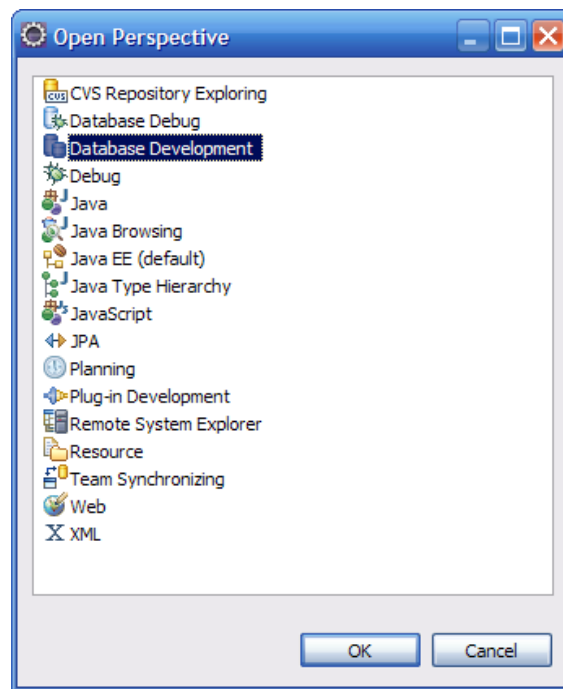 Open Perspective
CVS CVS Repository Exploring
Database Debug
Database Development
Debug
Java
Java Browsing
Java EE (default)
Java Type Hierarchy
JavaScript
JPA
Planning
Plug-in Development
Remote System Explorer
Resource
Team Synchronizing
Web
X XML
OK Cancel